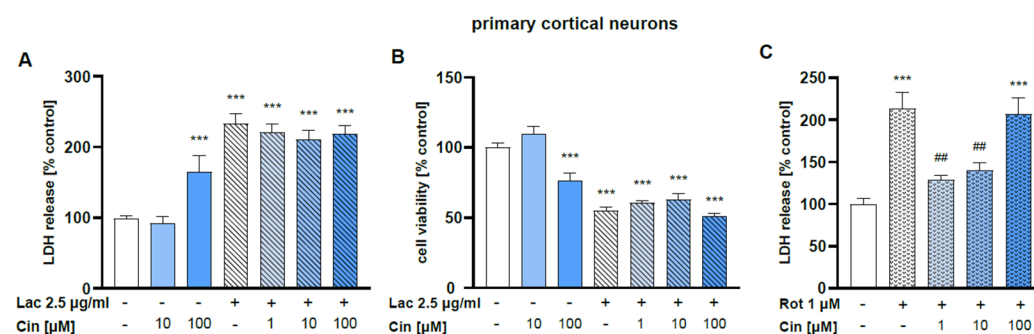 primary cortical neurons
A
LDH release [% control]
300
200
100
0
***
***
***
***
***
Lac 2.5 µg/ml - - - + + + +
Cin [µM] - 10 100 - 1 10 100
B
cell viability [% control]
150
100
50
0
***
***
***
***
***
Lac 2.5 µg/ml - - - + + + +
Cin [µM] - 10 100 - 1 10 100
C
LDH release [% control]
250
200
150
100
50
0
***
##
##
***
Rot 1 µM - + + + +
Cin [µM] - - 1 10 100